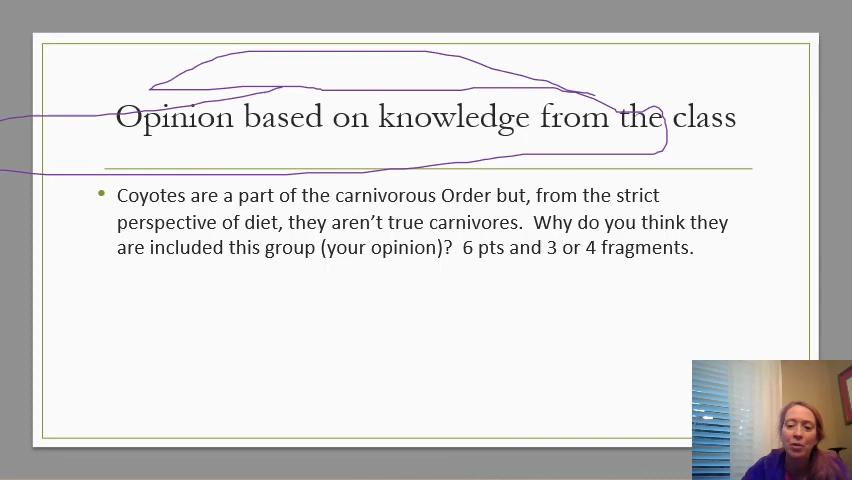 Opinion based on knowledge from the class
Coyotes are a part of the carnivorous Order but, from the strict
perspective of diet, they aren't true carnivores.  Why do you think they
are included this group (your opinion)?  6 pts and 3 or 4 fragments.